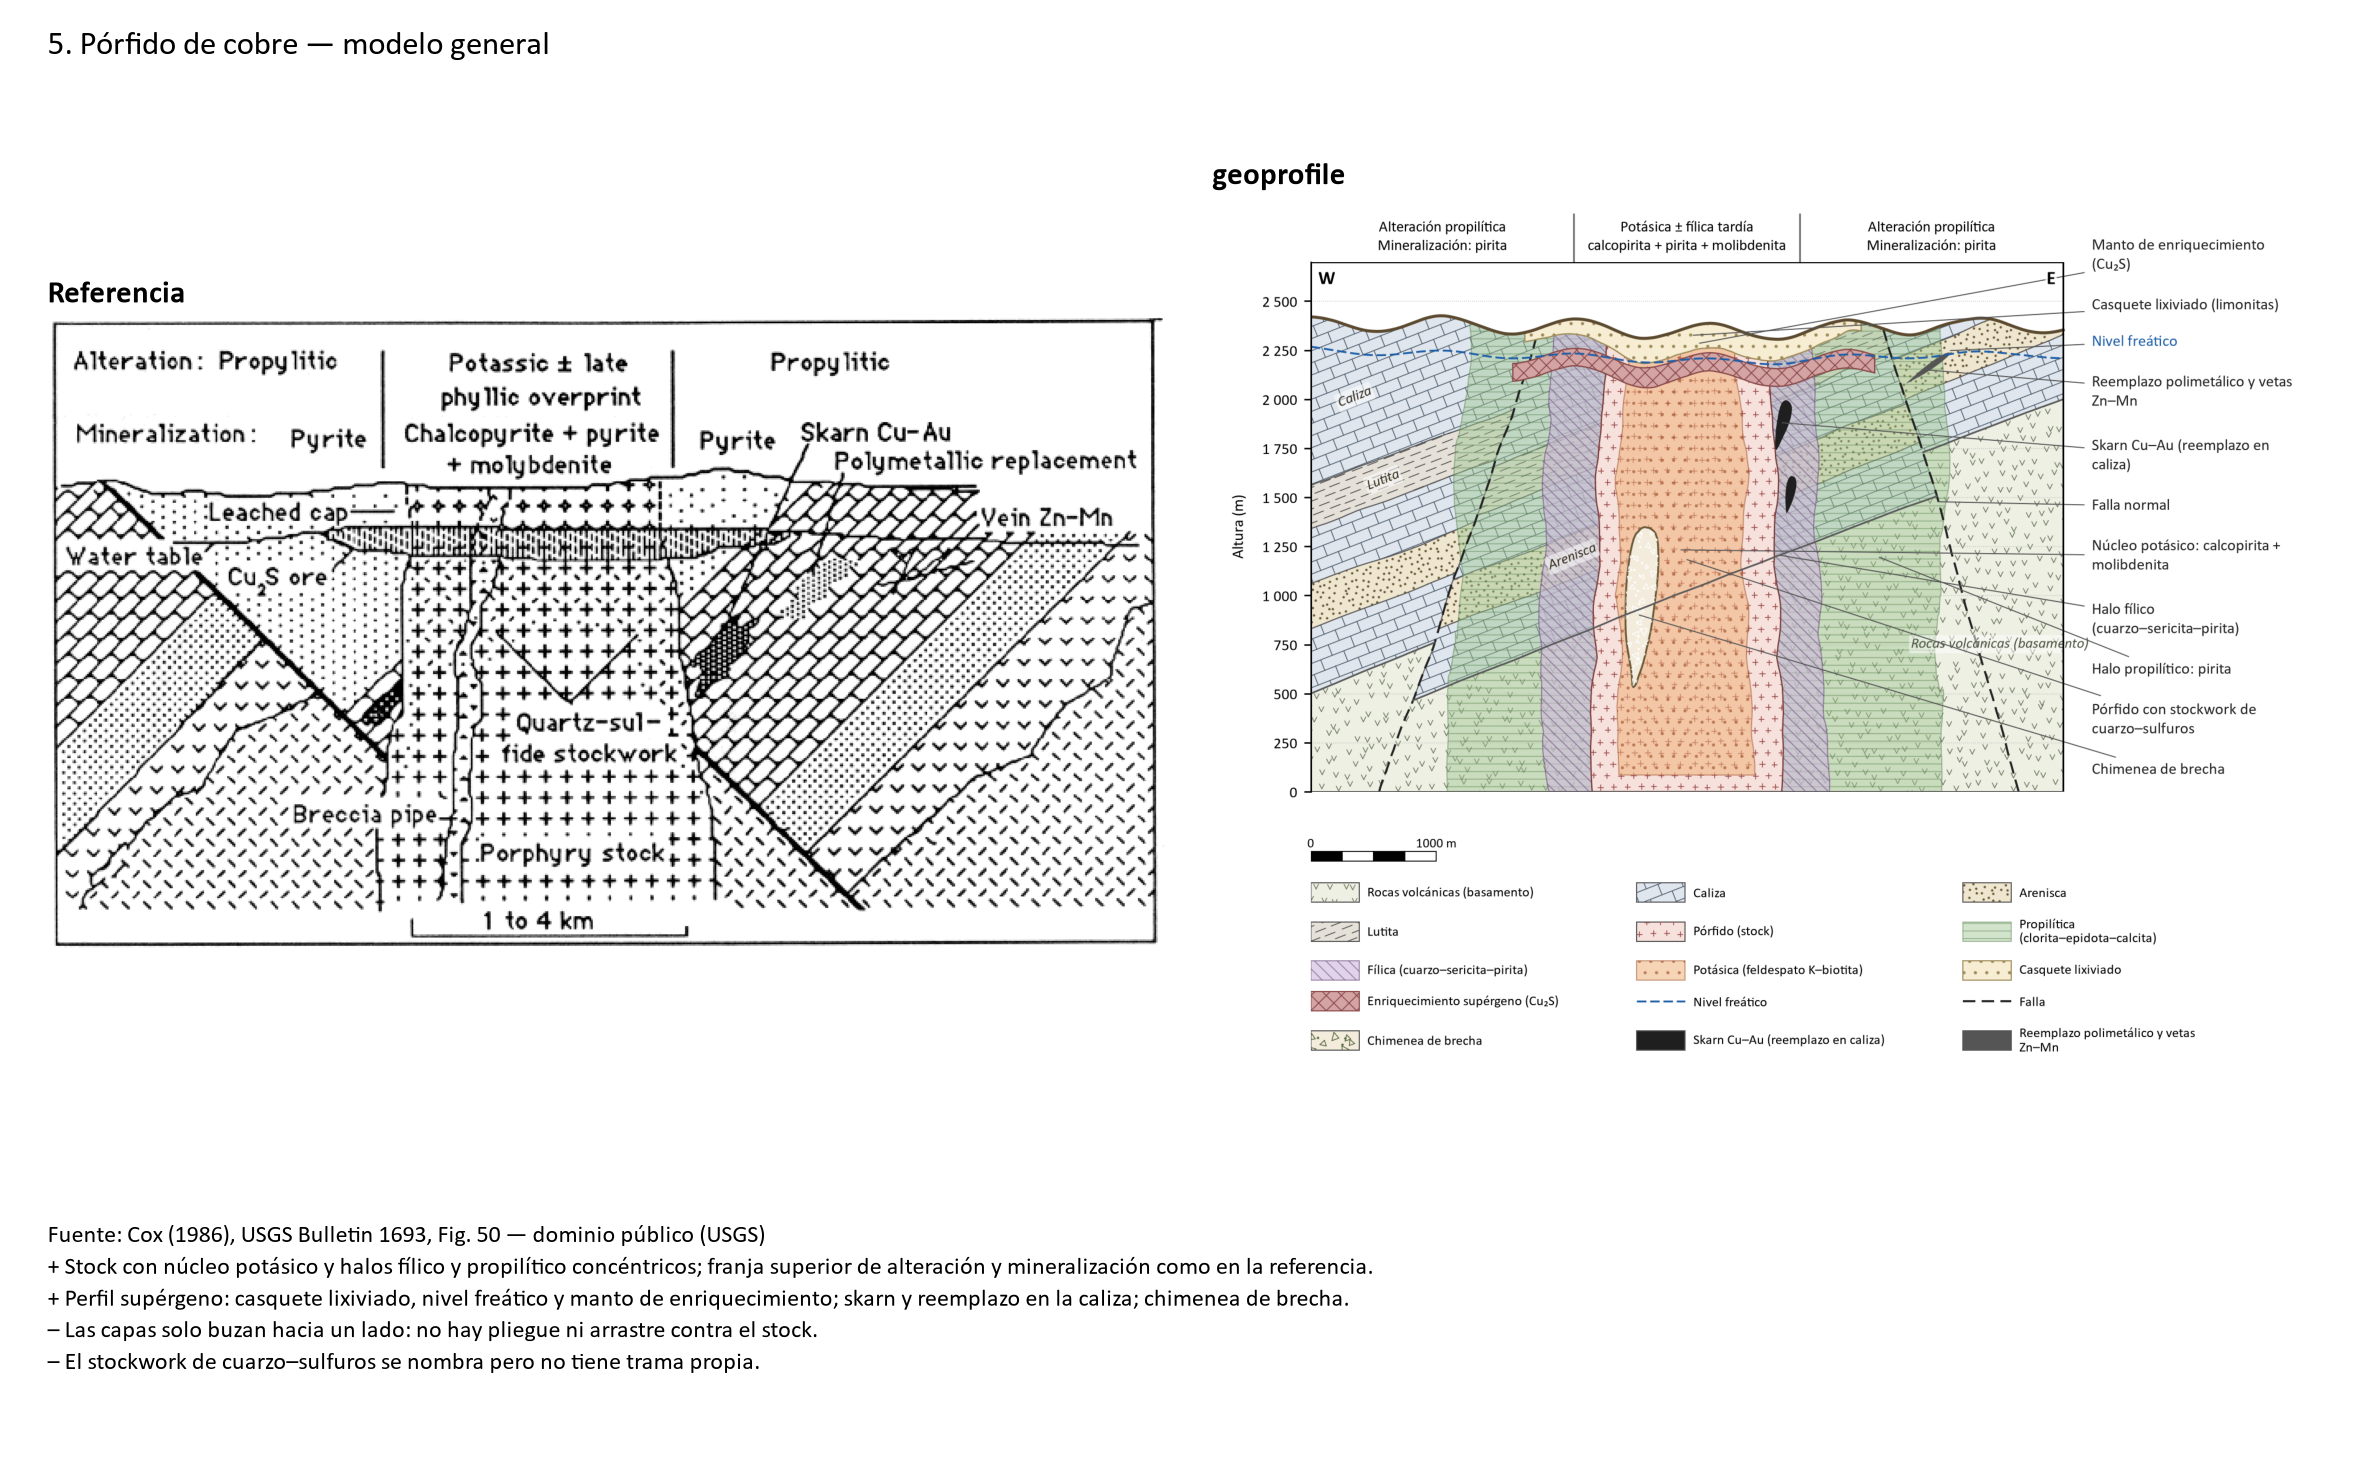 5. Pórfido de cobre — modelo general
Referencia
Alteration: Propylitic
Potassic ± late
phyllic overprint
Propylitic
Mineralization: Pyrite
Chalcopyrite + pyrite
+ molybdenite
Pyrite
Skarn Cu-Au
Polymetallic replacement
Leached cap
Vein Zn-Mn
Water table
Cu₂S ore
Quartz-sul-
fide stockwork
Breccia pipe
Porphyry stock
1 to 4 km
geoprofile
Alteración propilítica
Mineralización: pirita
Potásica ± fílica tardía
calcopirita + pirita + molibdenita
Alteración propilítica
Mineralización: pirita
W
E
Altura (m)
2 500
2 250
2 000
1 750
1 500
1 250
1 000
750
500
250
0
Caliza
Lutita
Arenisca
Rocas volcánicas (basamento)
Manto de enriquecimiento
(Cu₂S)
Casquete lixiviado (limonitas)
Nivel freático
Reemplazo polimetálico y vetas
Zn–Mn
Skarn Cu–Au (reemplazo en
caliza)
Falla normal
Núcleo potásico: calcopirita +
molibdenita
Halo fílico
(cuarzo–sericita–pirita)
Halo propilítico: pirita
Pórfido con stockwork de
cuarzo–sulfuros
Chimenea de brecha
0 1000 m
Rocas volcánicas (basamento)
Caliza
Arenisca
Lutita
Pórfido (stock)
Propilítica
(clorita–epidota–calcita)
Fílica (cuarzo–sericita–pirita)
Potásica (feldespato K–biotita)
Casquete lixiviado
Enriquecimiento supérgeno (Cu₂S)
Nivel freático
Falla
Chimenea de brecha
Skarn Cu–Au (reemplazo en caliza)
Reemplazo polimetálico y vetas
Zn–Mn
Fuente: Cox (1986), USGS Bulletin 1693, Fig. 50 — dominio público (USGS)
+ Stock con núcleo potásico y halos fílico y propilítico concéntricos; franja superior de alteración y mineralización como en la referencia.
+ Perfil supérgeno: casquete lixiviado, nivel freático y manto de enriquecimiento; skarn y reemplazo en la caliza; chimenea de brecha.
– Las capas solo buzan hacia un lado: no hay pliegue ni arrastre contra el stock.
– El stockwork de cuarzo–sulfuros se nombra pero no tiene trama propia.